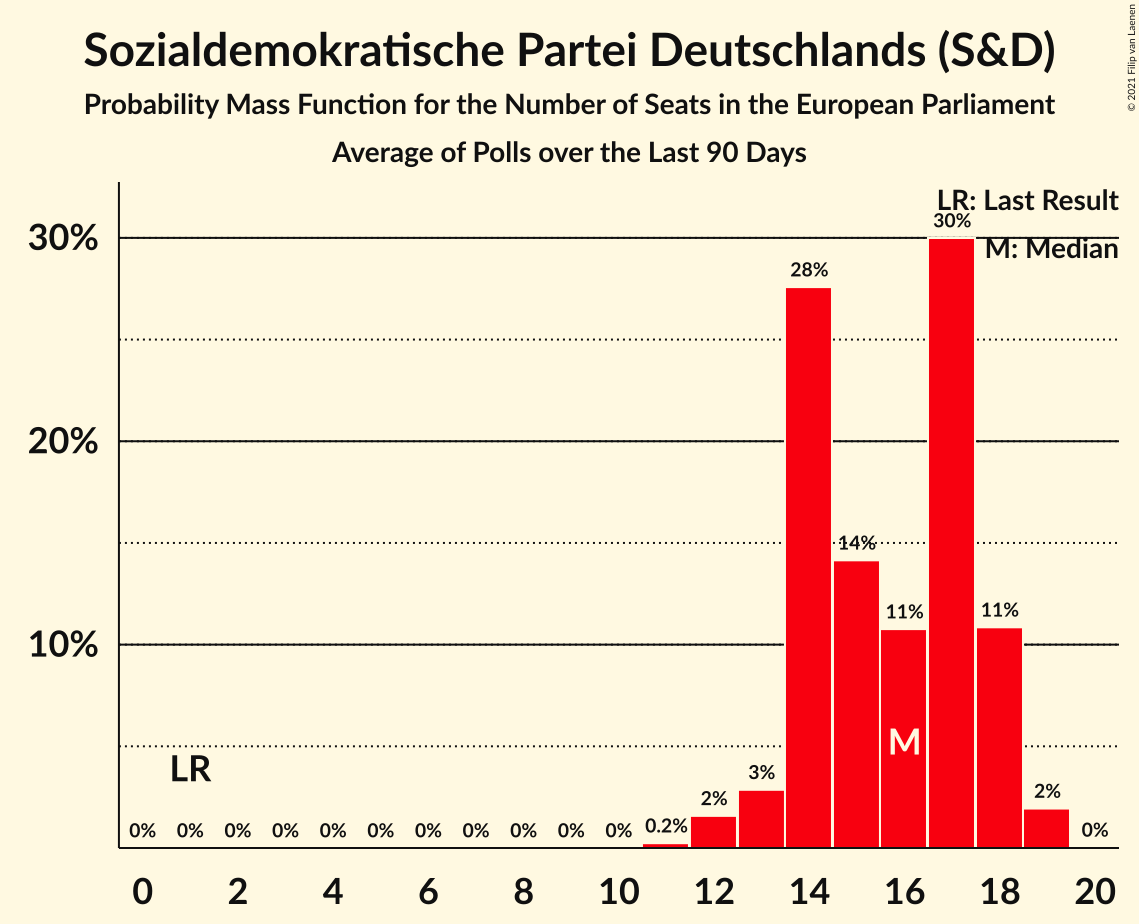 Sozialdemokratische Partei Deutschlands (S&D)
Probability Mass Function for the Number of Seats in the European Parliament
Average of Polls over the Last 90 Days
© 2021 Filip van Laenen
LR: Last Result
M: Median
30%
20%
10%
0% 0% 0% 0% 0% 0% 0% 0% 0% 0% 0% 0.2% 2% 3% 28% 14% 11% 30% 11% 2% 0%
LR
M
0 2 4 6 8 10 12 14 16 18 20